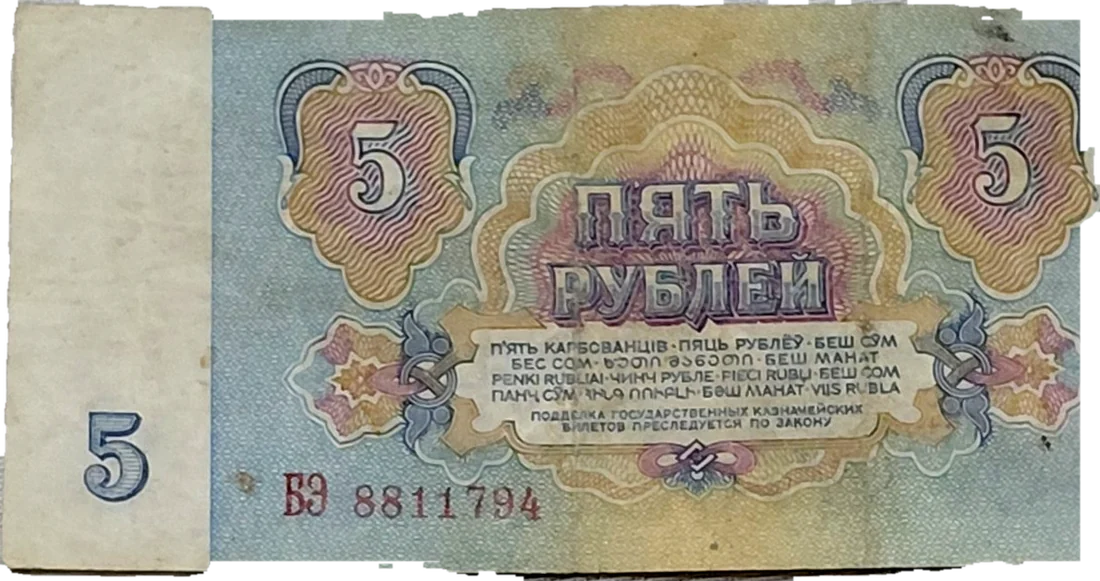 5 5
ПЯТЬ
РУБЛЕЙ
П'ЯТЬ КАРБОВАНЦІВ · ПЯЦЬ РУБЛЁЎ · БЕШ СЎМ
БЕС СОМ · ხუთი მანეთი · БЕШ МАНАТ
PENKI RUBLIAI · ЧИНЧ РУБЛЕ · PIECI RUBĻI · БЕШ СОМ
ПАНҶ СӮМ · ՀԻՆԳ ՌՈՒԲԼԻ · БӘШ МАНАТ · VIIS RUBLA
ПОДДЕЛКА ГОСУДАРСТВЕННЫХ КАЗНАЧЕЙСКИХ
БИЛЕТОВ ПРЕСЛЕДУЕТСЯ ПО ЗАКОНУ
5
БЭ 8811794